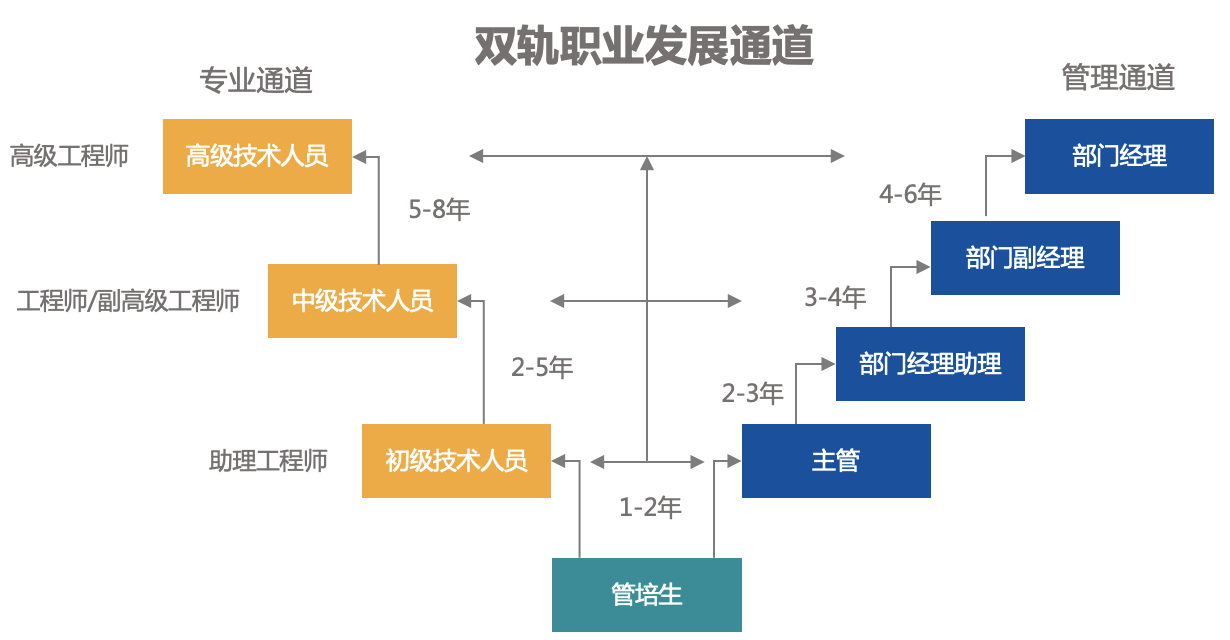 双轨职业发展通道
专业通道
管理通道
高级工程师
高级技术人员
部门经理
5-8年
4-6年
部门副经理
工程师/副高级工程师
中级技术人员
3-4年
2-5年
部门经理助理
2-3年
助理工程师
初级技术人员
主管
1-2年
管培生